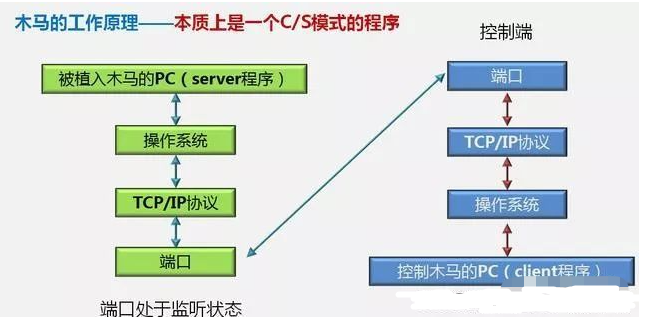 木马的工作原理——本质上是一个C/S模式的程序
控制端
被植入木马的PC（server程序）
操作系统
TCP/IP协议
端口
端口处于监听状态
端口
TCP/IP协议
操作系统
控制木马的PC（client程序）